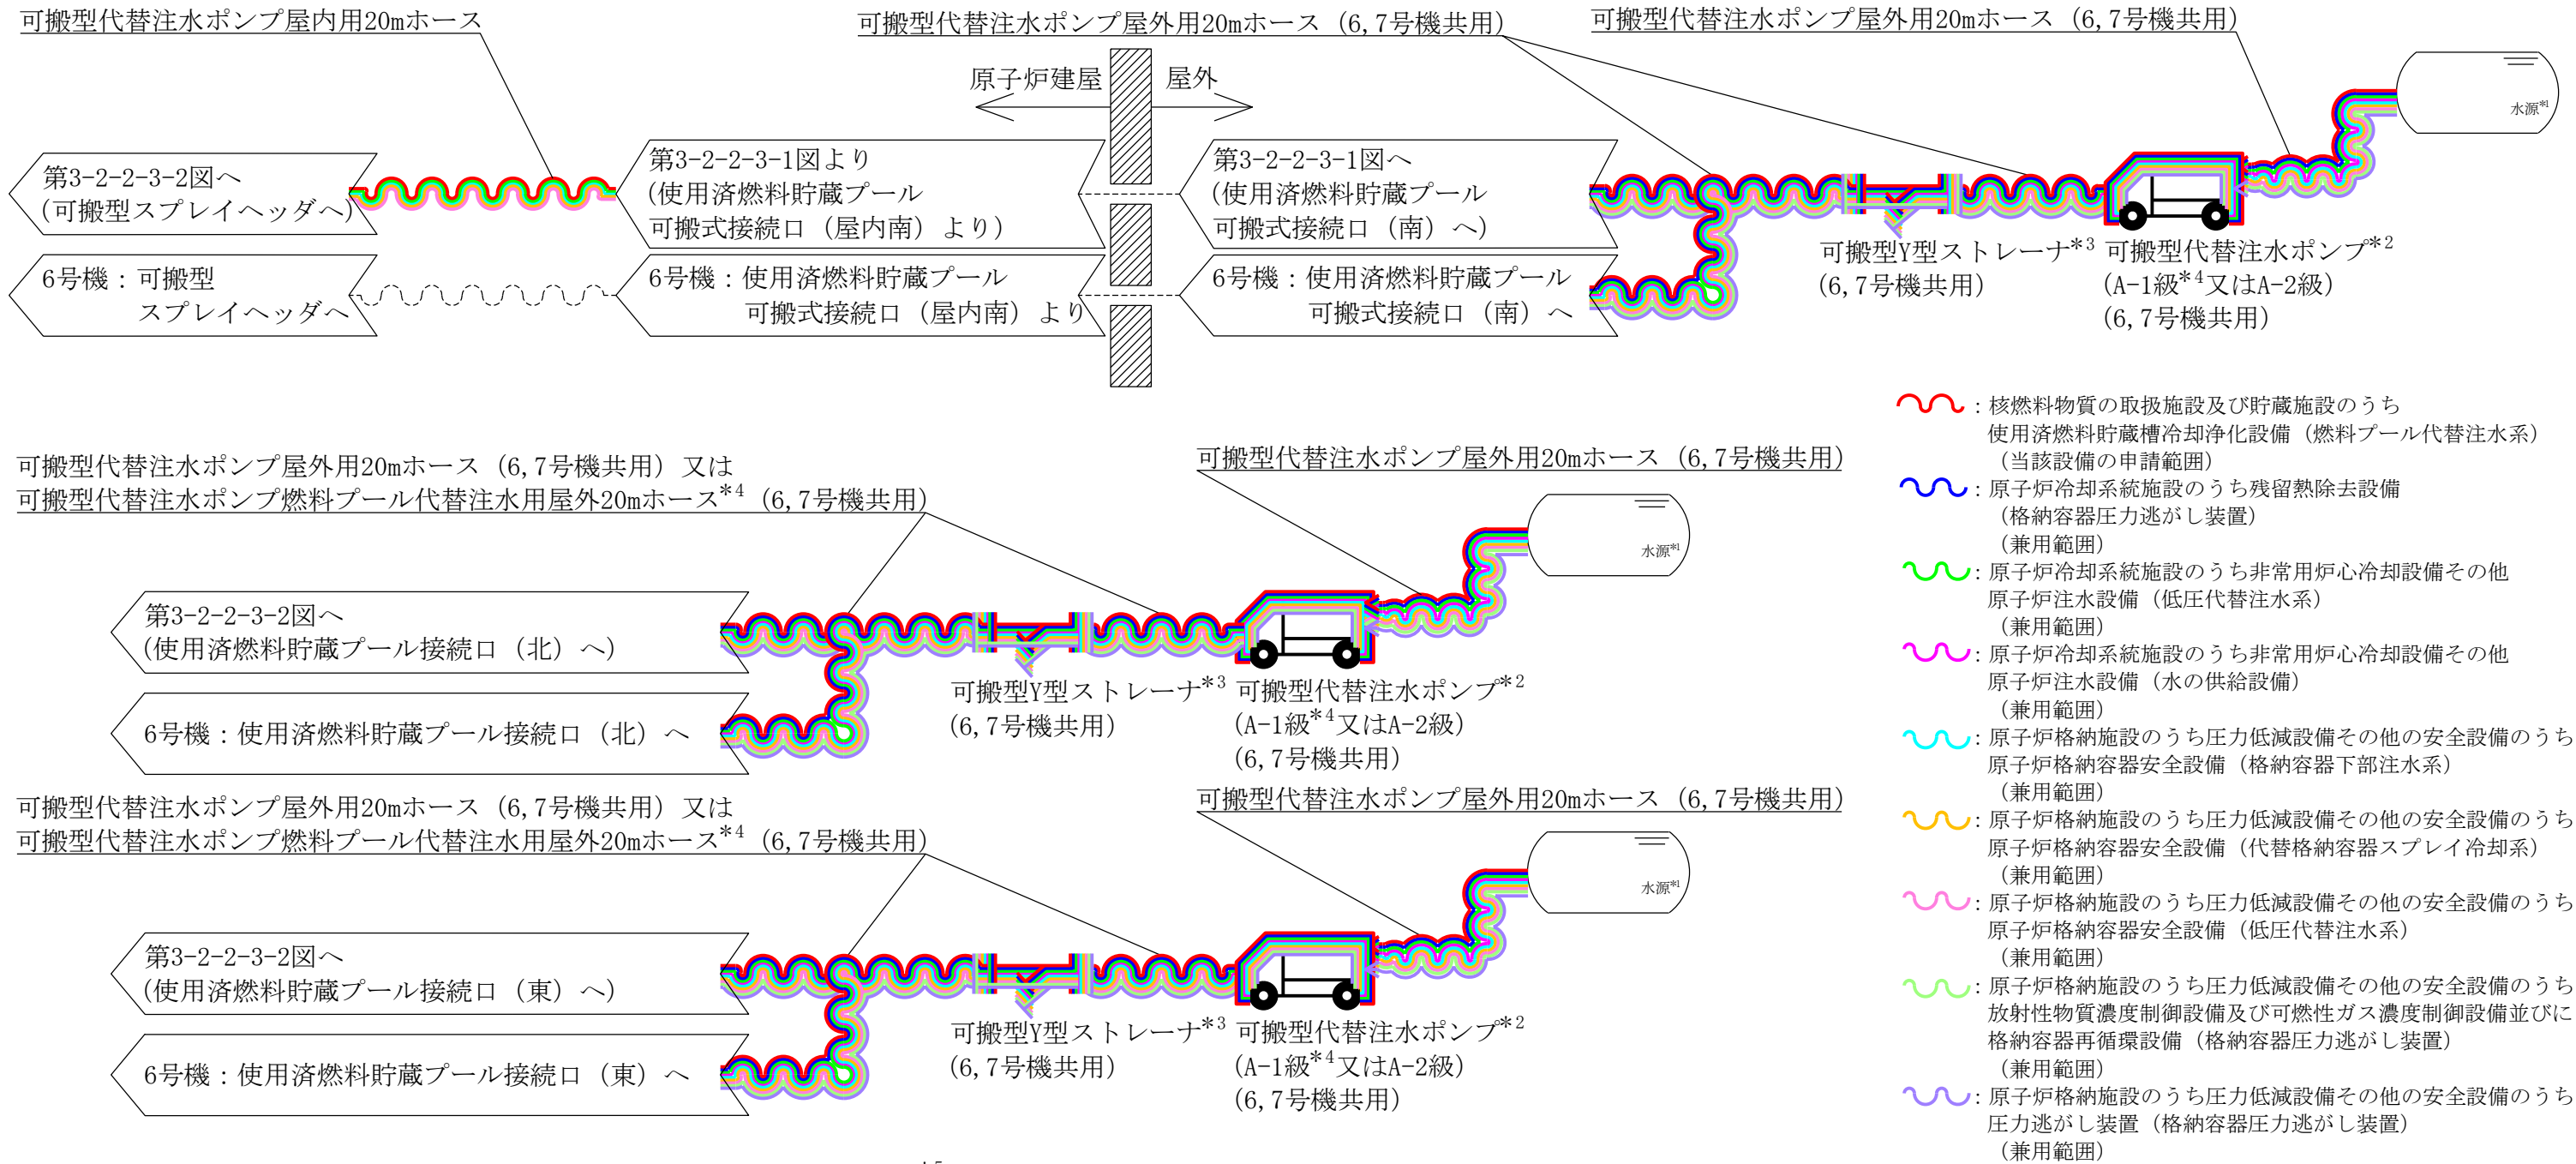 可搬型代替注水ポンプ屋内用20mホース
可搬型代替注水ポンプ屋外用20mホース（6,7号機共用）
可搬型代替注水ポンプ屋外用20mホース（6,7号機共用）
原子炉建屋
屋外
水源*1
第3-2-2-3-2図へ
(可搬型スプレイヘッダへ)
第3-2-2-3-1図より
(使用済燃料貯蔵プール
可搬式接続口（屋内南）より)
第3-2-2-3-1図へ
(使用済燃料貯蔵プール
可搬式接続口（南）へ)
6号機：可搬型
スプレイヘッダへ
6号機：使用済燃料貯蔵プール
可搬式接続口（屋内南）より
6号機：使用済燃料貯蔵プール
可搬式接続口（南）へ
可搬型Y型ストレーナ*3
(6,7号機共用)
可搬型代替注水ポンプ*2
(A-1級*4又はA-2級)
(6,7号機共用)
可搬型代替注水ポンプ屋外用20mホース（6,7号機共用）又は
可搬型代替注水ポンプ燃料プール代替注水用屋外20mホース*4（6,7号機共用）
可搬型代替注水ポンプ屋外用20mホース（6,7号機共用）
水源*1
第3-2-2-3-2図へ
(使用済燃料貯蔵プール接続口（北）へ)
6号機：使用済燃料貯蔵プール接続口（北）へ
可搬型Y型ストレーナ*3
(6,7号機共用)
可搬型代替注水ポンプ*2
(A-1級*4又はA-2級)
(6,7号機共用)
可搬型代替注水ポンプ屋外用20mホース（6,7号機共用）又は
可搬型代替注水ポンプ燃料プール代替注水用屋外20mホース*4（6,7号機共用）
可搬型代替注水ポンプ屋外用20mホース（6,7号機共用）
水源*1
第3-2-2-3-2図へ
(使用済燃料貯蔵プール接続口（東）へ)
6号機：使用済燃料貯蔵プール接続口（東）へ
可搬型Y型ストレーナ*3
(6,7号機共用)
可搬型代替注水ポンプ*2
(A-1級*4又はA-2級)
(6,7号機共用)
：核燃料物質の取扱施設及び貯蔵施設のうち
使用済燃料貯蔵槽冷却浄化設備（燃料プール代替注水系）
（当該設備の申請範囲）
：原子炉冷却系統施設のうち残留熱除去設備
（格納容器圧力逃がし装置）
（兼用範囲）
：原子炉冷却系統施設のうち非常用炉心冷却設備その他
原子炉注水設備（低圧代替注水系）
（兼用範囲）
：原子炉冷却系統施設のうち非常用炉心冷却設備その他
原子炉注水設備（水の供給設備）
（兼用範囲）
：原子炉格納施設のうち圧力低減設備その他の安全設備のうち
原子炉格納容器安全設備（格納容器下部注水系）
（兼用範囲）
：原子炉格納施設のうち圧力低減設備その他の安全設備のうち
原子炉格納容器安全設備（代替格納容器スプレイ冷却系）
（兼用範囲）
：原子炉格納施設のうち圧力低減設備その他の安全設備のうち
原子炉格納容器安全設備（低圧代替注水系）
（兼用範囲）
：原子炉格納施設のうち圧力低減設備その他の安全設備のうち
放射性物質濃度制御設備及び可燃性ガス濃度制御設備並びに
格納容器再循環設備（格納容器圧力逃がし装置）
（兼用範囲）
：原子炉格納施設のうち圧力低減設備その他の安全設備のうち
圧力逃がし装置（格納容器圧力逃がし装置）
（兼用範囲）